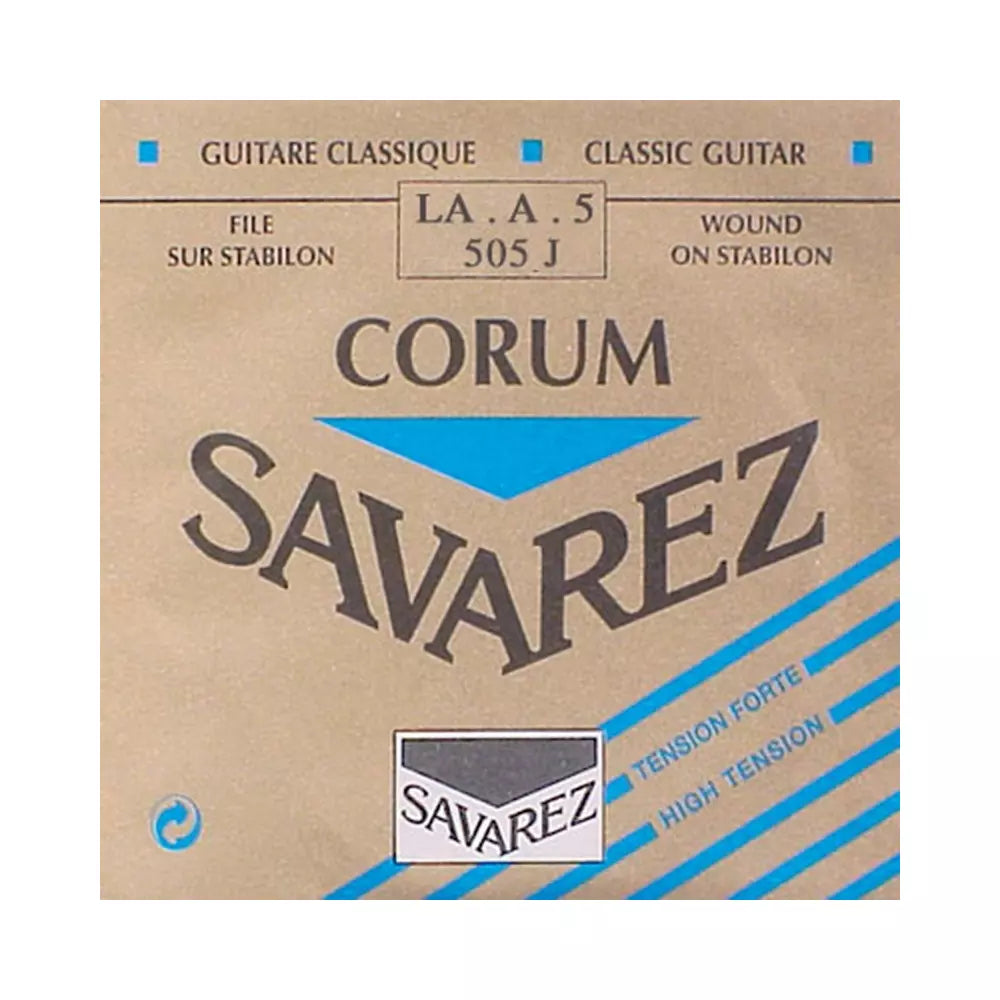 GUITARE CLASSIQUE CLASSIC GUITAR
LA . A . 5
505 J
FILE
SUR STABILON
WOUND
ON STABILON
CORUM
SAVAREZ
TENSION FORTE
HIGH TENSION
SAVAREZ